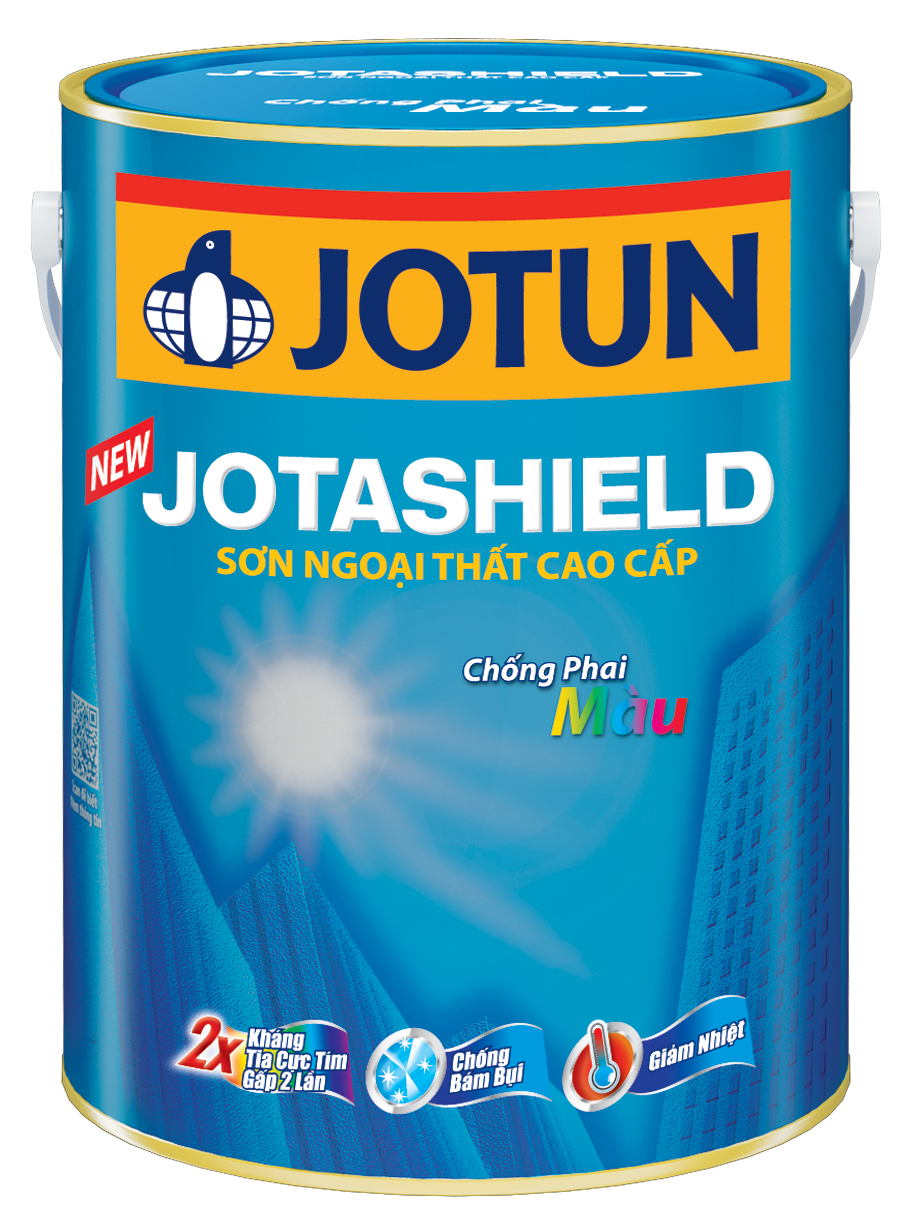 JOTASHIELD
Chống Phai
Màu
JOTUN
NEW
JOTASHIELD
SƠN NGOẠI THẤT CAO CẤP
Chống Phai
Màu
2x
Kháng
Tia Cực Tím
Gấp 2 Lần
Chống
Bám Bụi
Giảm Nhiệt